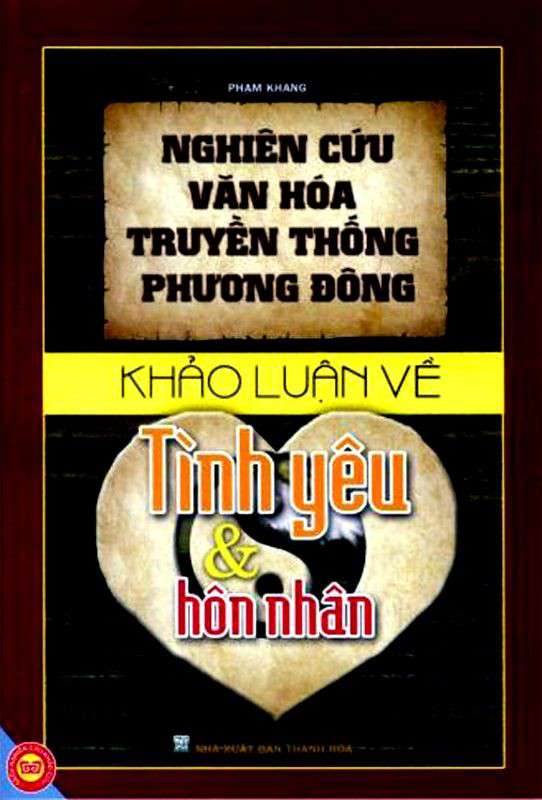 PHẠM KHANG
NGHIÊN CỨU
VĂN HÓA
TRUYỀN THỐNG
PHƯƠNG ĐÔNG
KHẢO LUẬN VỀ
Tình yêu
&
hôn nhân
NHÀ XUẤT BẢN THANH HÓA